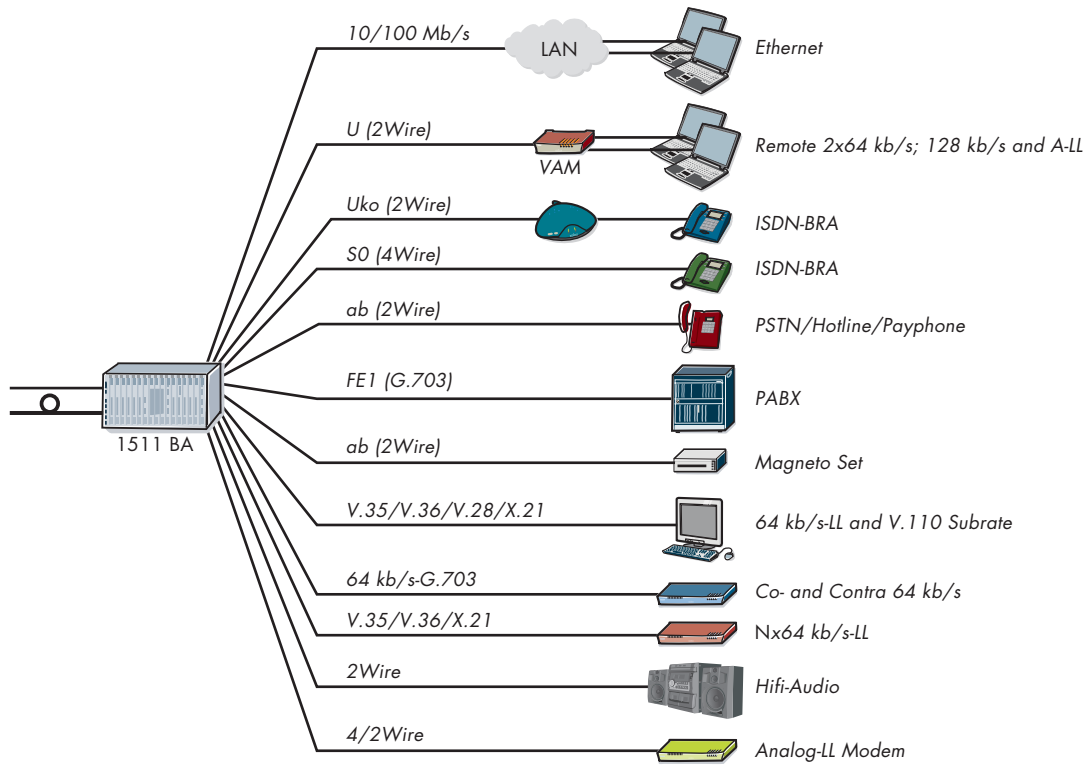 10/100 Mb/s
LAN
Ethernet
U (2Wire)
VAM
Remote 2x64 kb/s; 128 kb/s and A-LL
Uko (2Wire)
ISDN-BRA
S0 (4Wire)
ISDN-BRA
ab (2Wire)
PSTN/Hotline/Payphone
FE1 (G.703)
PABX
1511 BA
ab (2Wire)
Magneto Set
V.35/V.36/V.28/X.21
64 kb/s-LL and V.110 Subrate
64 kb/s-G.703
Co- and Contra 64 kb/s
V.35/V.36/X.21
Nx64 kb/s-LL
2Wire
Hifi-Audio
4/2Wire
Analog-LL Modem